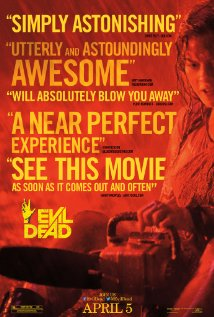 "SIMPLY ASTONISHING"
"UTTERLY AND ASTOUNDINGLY
AWESOME"
"WILL ABSOLUTELY BLOW YOU AWAY"
"A NEAR PERFECT
EXPERIENCE"
"SEE THIS MOVIE
AS SOON AS IT COMES OUT AND OFTEN"
EVIL
DEAD
APRIL 5